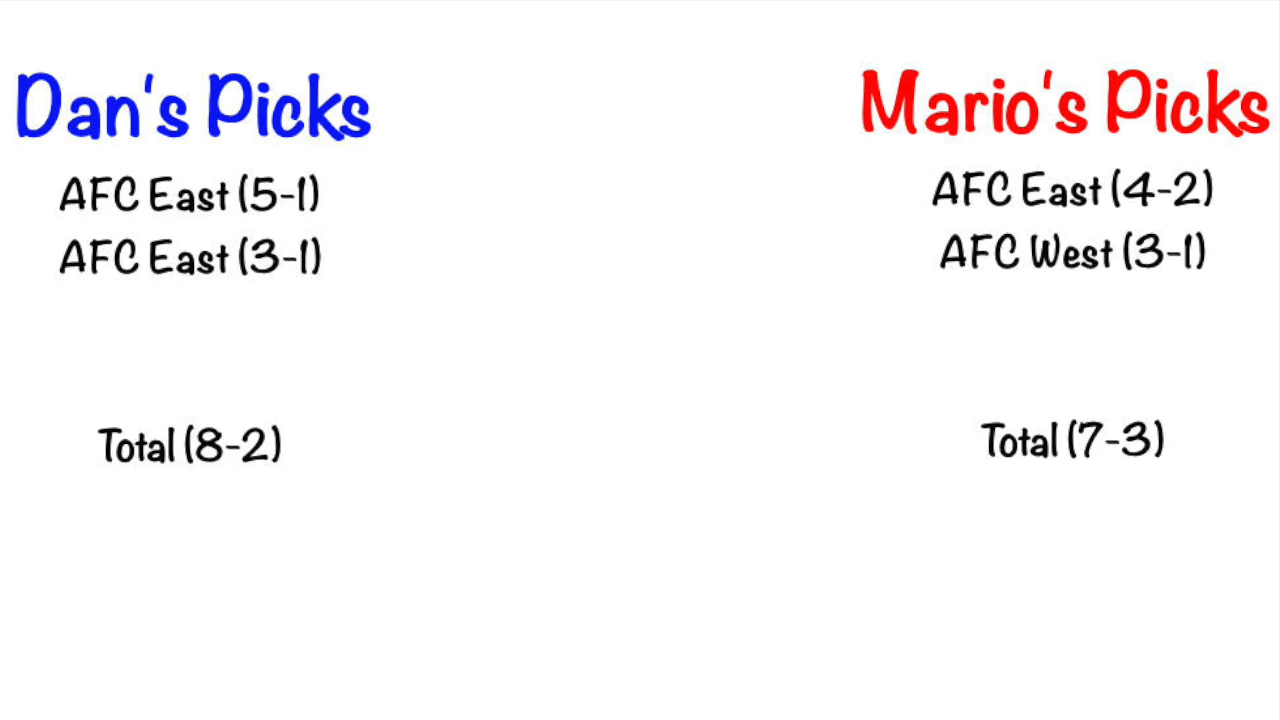 Dan's Picks
AFC East (5-1)
AFC East (3-1)
Total (8-2)
Mario's Picks
AFC East (4-2)
AFC West (3-1)
Total (7-3)